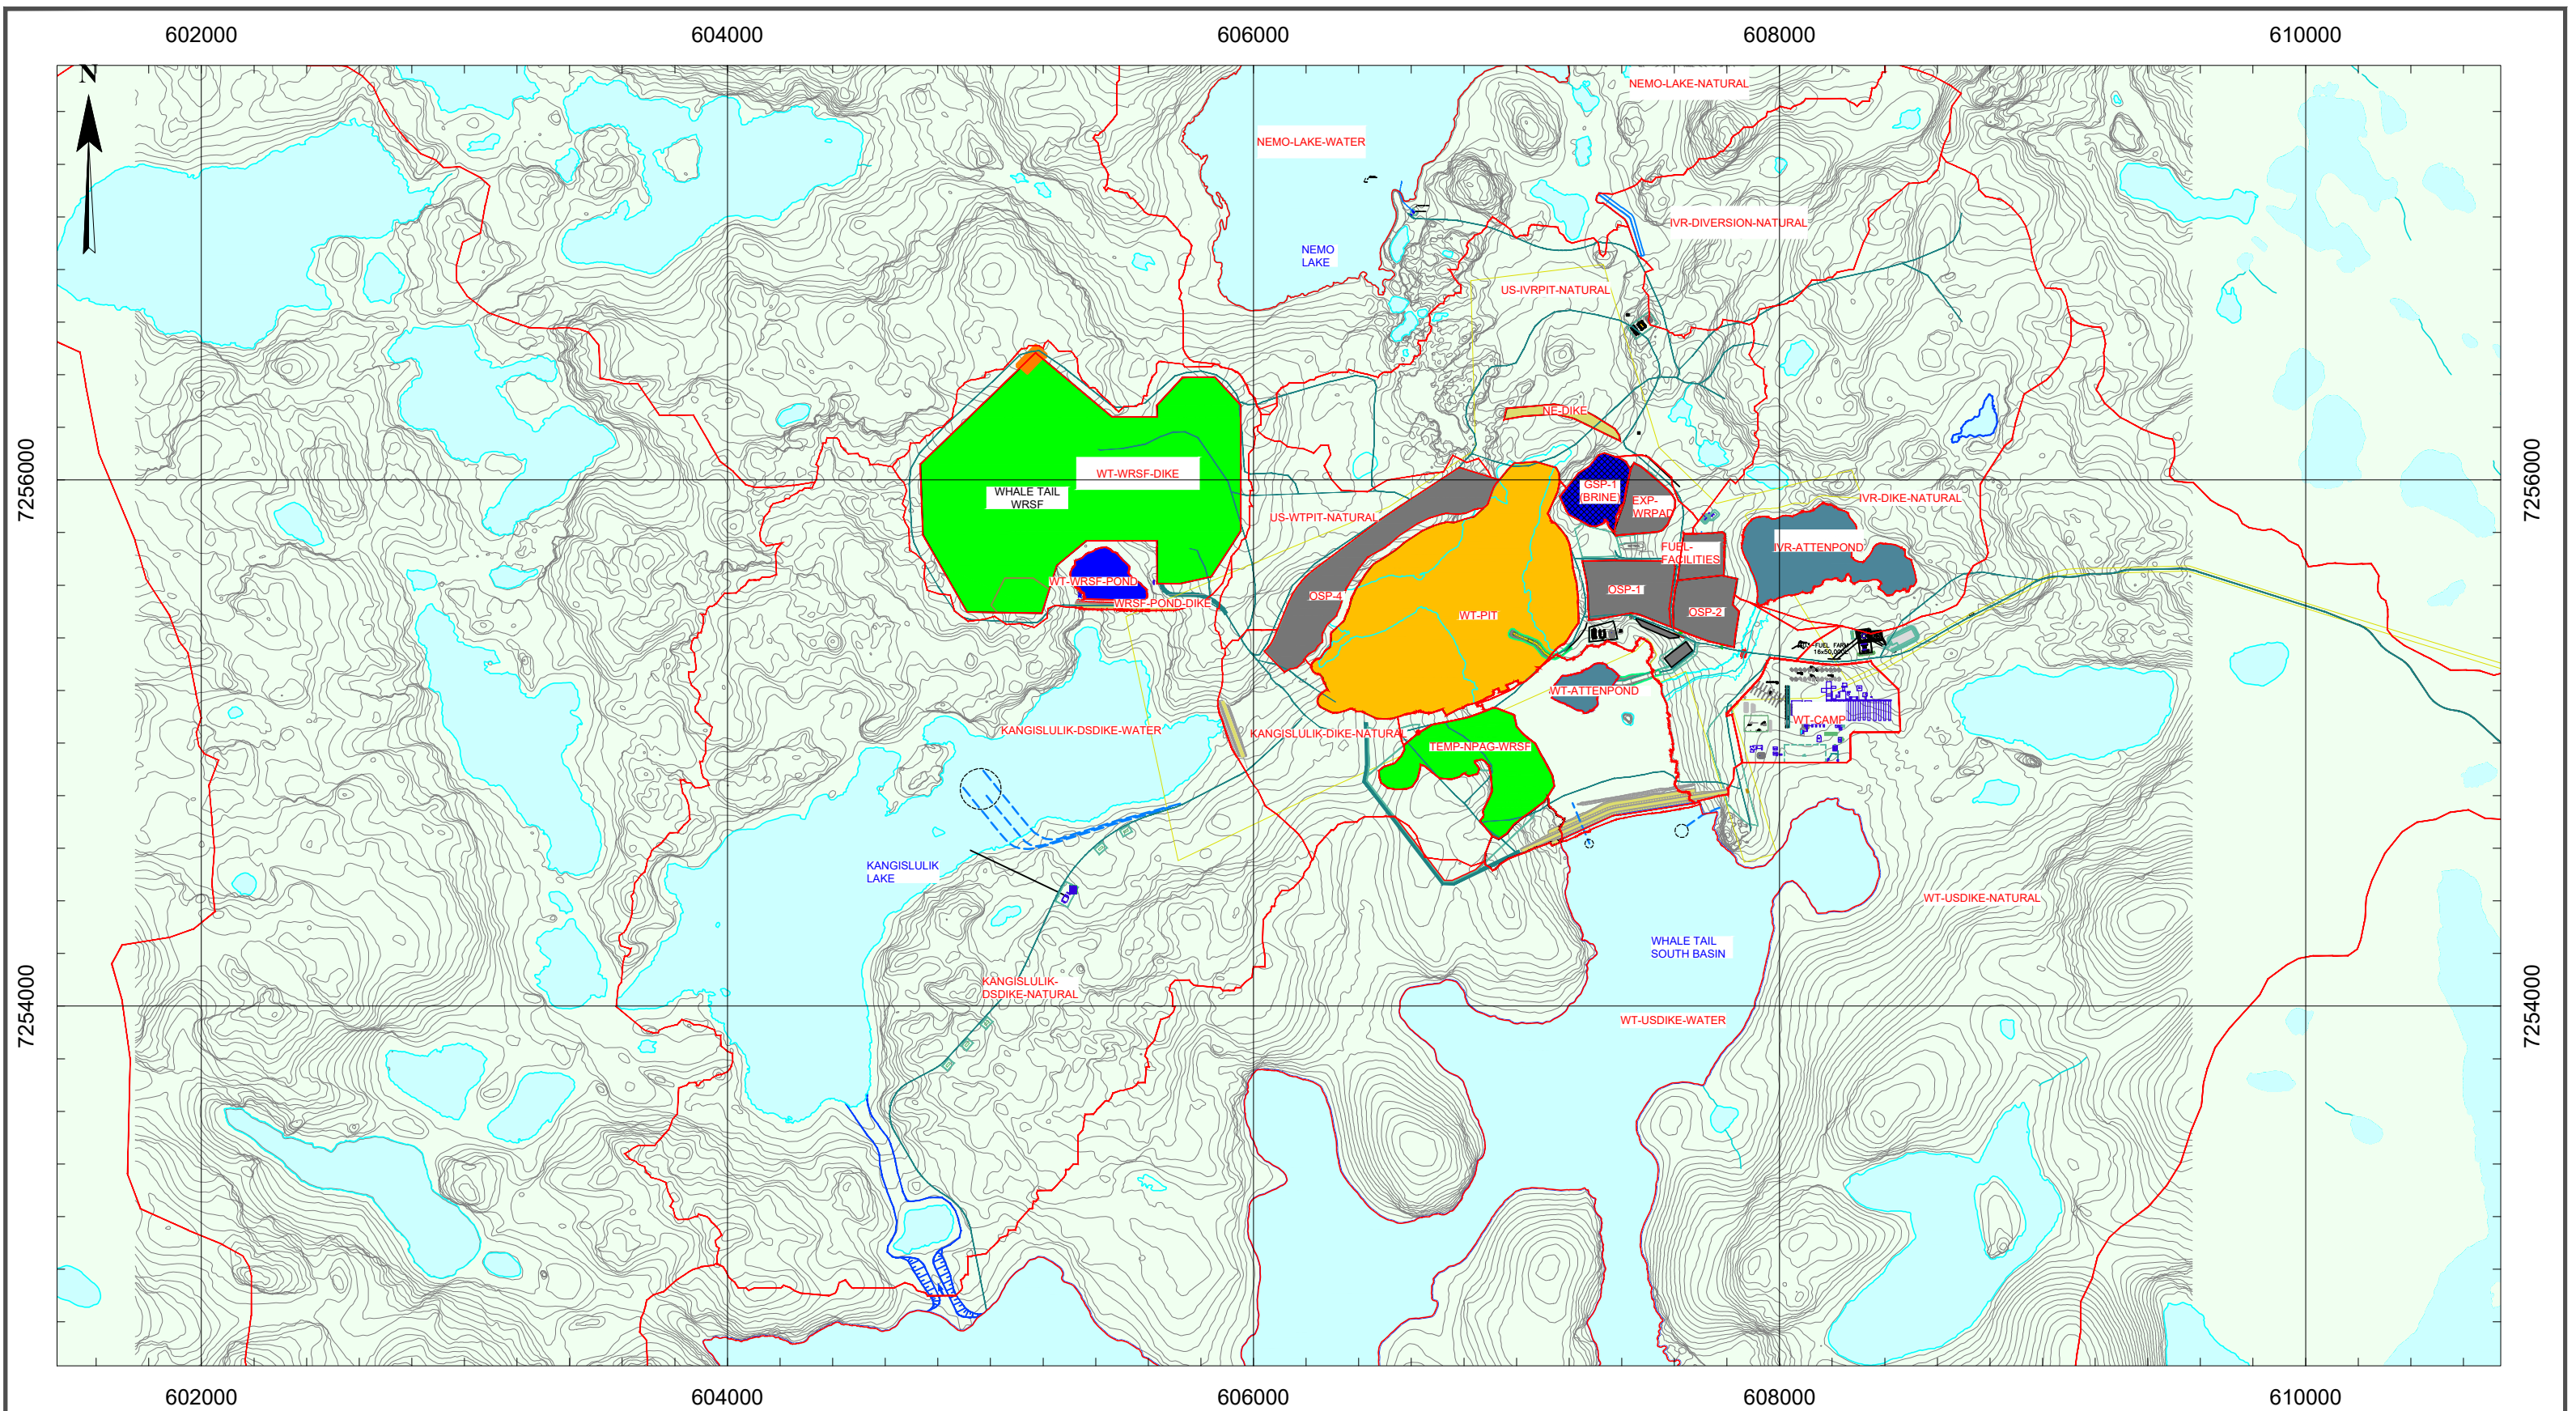 602000
604000
606000
608000
610000
N
NEMO-LAKE-NATURAL
NEMO-LAKE-WATER
IVR-DIVERSION-NATURAL
NEMO
LAKE
US-IVRPIT-NATURAL
NE-DIKE
7256000
7256000
WT-WRSF-DIKE
WHALE TAIL
WRSF
GSP-1
(BRINE)
EXP-
WRPAD
IVR-DIKE-NATURAL
US-WTPIT-NATURAL
FUEL-
FACILITIES
IVR-ATTENPOND
WT-WRSF-POND
WRSF-POND-DIKE
OSP-4
OSP-1
OSP-2
WT-PIT
FUEL FARM
WT-ATTENPOND
WT-CAMP
KANGISLULIK-DSDIKE-WATER
KANGISLULIK-DIKE-NATURAL
TEMP-NPAG-WRSF
KANGISLULIK
LAKE
WT-USDIKE-NATURAL
WHALE TAIL
SOUTH BASIN
KANGISLULIK-
DSDIKE-NATURAL
7254000
7254000
WT-USDIKE-WATER
602000
604000
606000
608000
610000